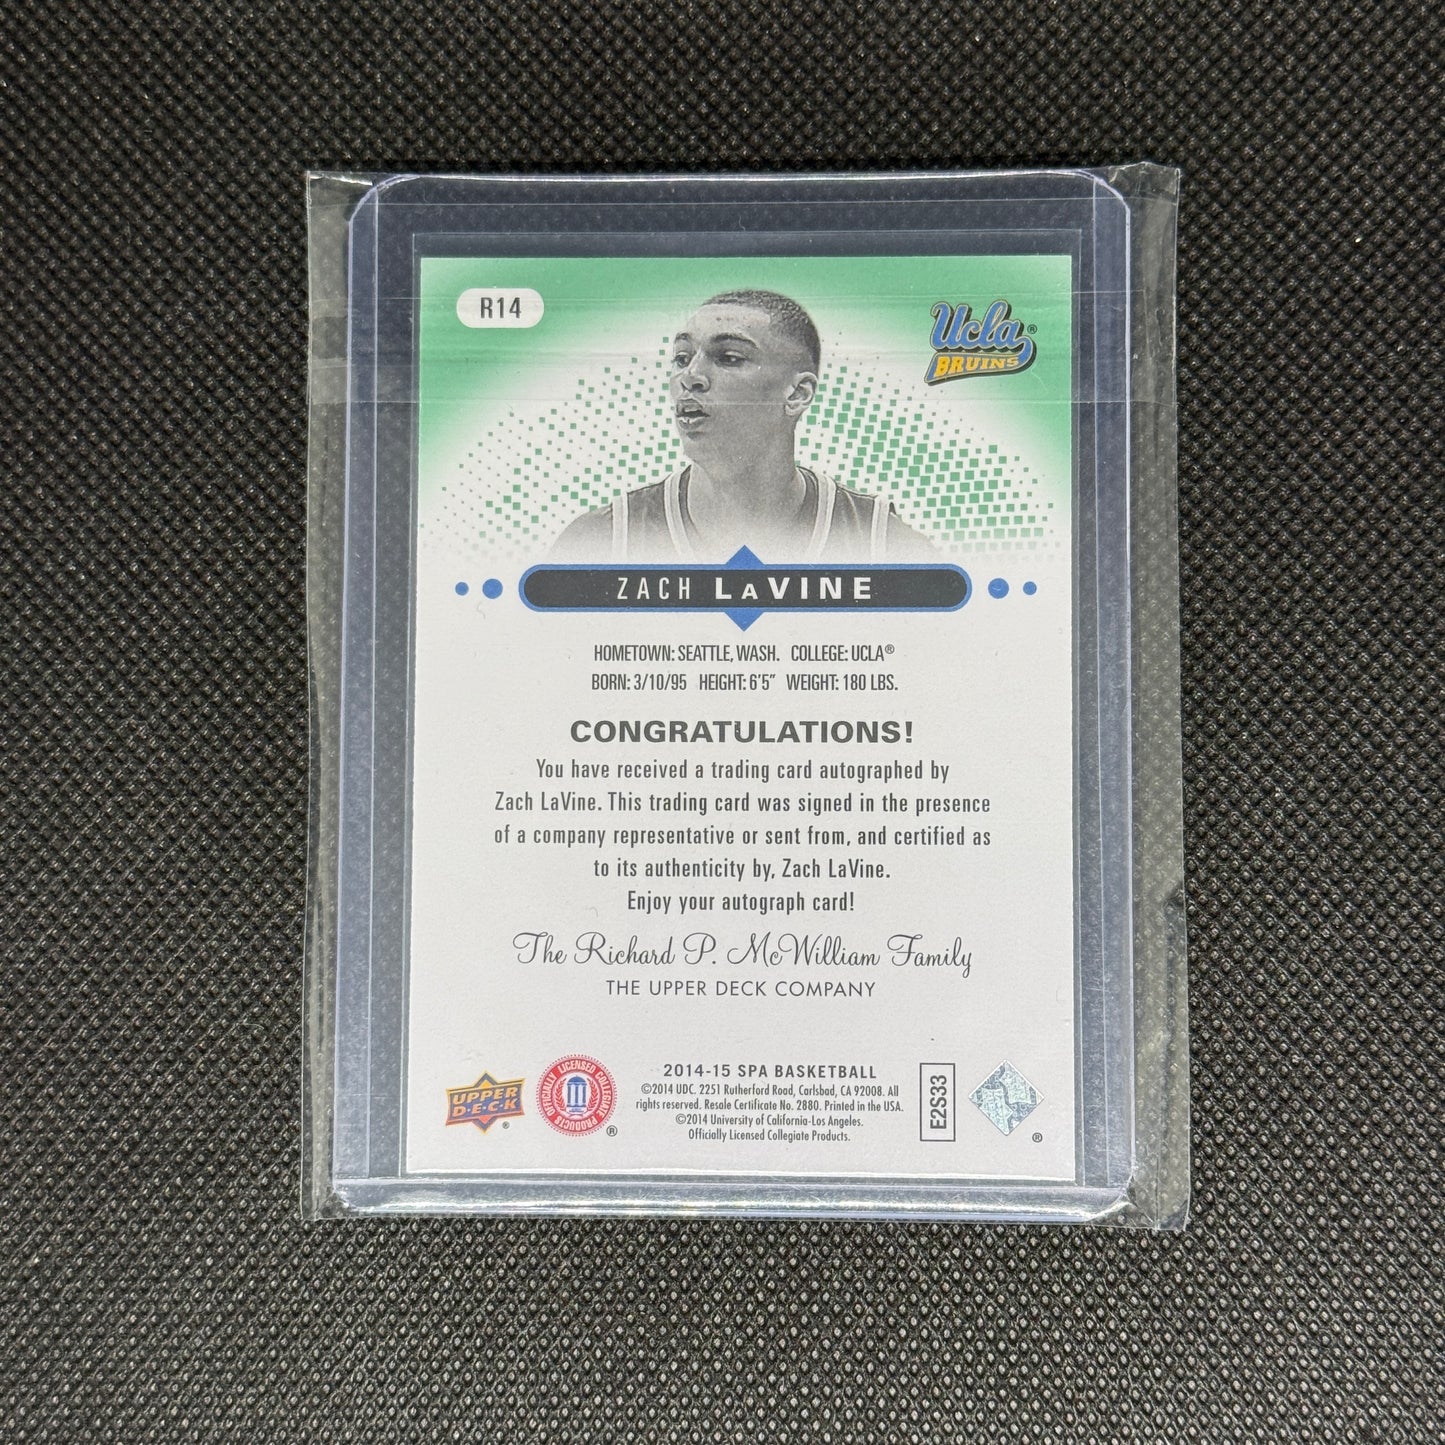 R14
Ucla®
BRUINS
ZACH LaVINE
HOMETOWN: SEATTLE, WASH. COLLEGE: UCLA®
BORN: 3/10/95 HEIGHT: 6'5" WEIGHT: 180 LBS.
CONGRATULATIONS!
You have received a trading card autographed by
Zach LaVine. This trading card was signed in the presence
of a company representative or sent from, and certified as
to its authenticity by, Zach LaVine.
Enjoy your autograph card!
The Richard P. McWilliam Family
THE UPPER DECK COMPANY
UPPER
D·E·C·K®
OFFICIALLY LICENSED COLLEGIATE PRODUCTS ®
2014-15 SPA BASKETBALL
©2014 UDC. 2251 Rutherford Road, Carlsbad, CA 92008. All
rights reserved. Resale Certificate No. 2880. Printed in the USA.
©2014 University of California-Los Angeles.
Officially Licensed Collegiate Products.
E2S33
®